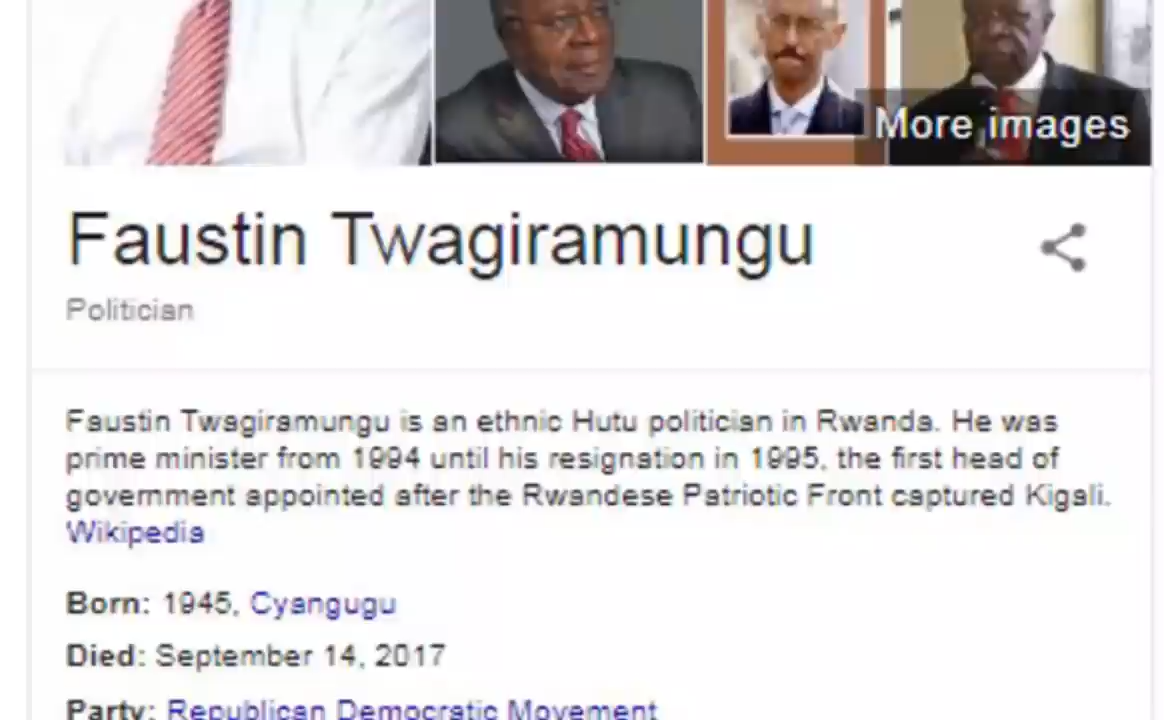 More images
Faustin Twagiramungu
Politician
Faustin Twagiramungu is an ethnic Hutu politician in Rwanda. He was
prime minister from 1994 until his resignation in 1995, the first head of
government appointed after the Rwandese Patriotic Front captured Kigali.
Wikipedia
Born: 1945, Cyangugu
Died: September 14, 2017
Party: Republican Democratic Movement